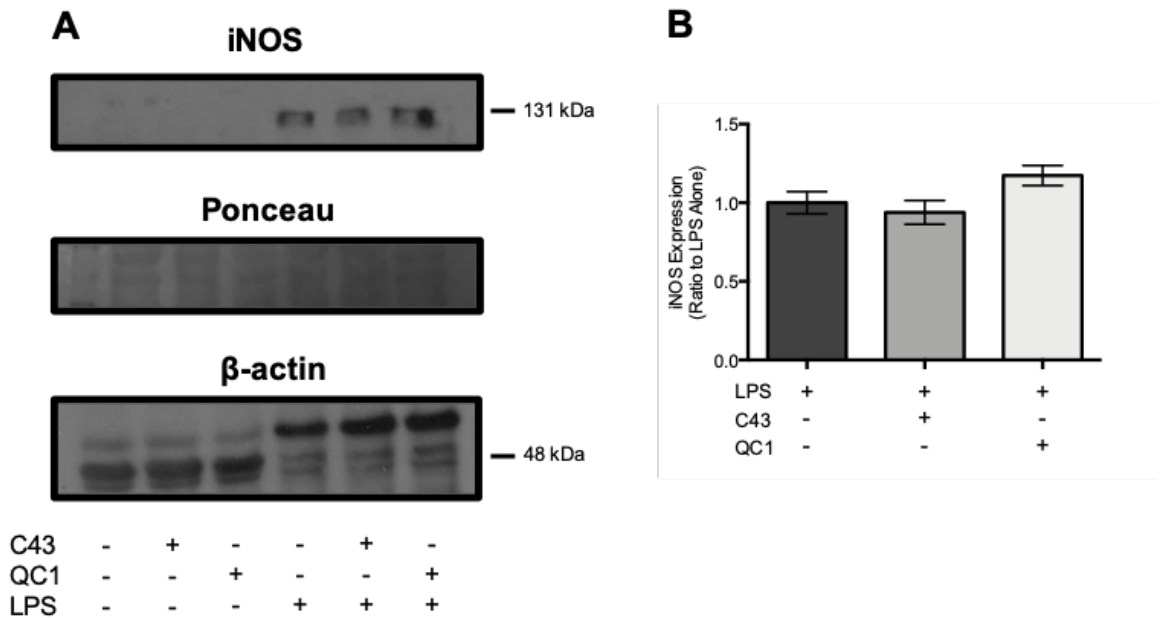 A
iNOS
131 kDa
Ponceau
β-actin
48 kDa
C43 - + - - + -
QC1 - - + - - +
LPS - - - + + +
B
iNOS Expression
(Ratio to LPS Alone)
1.5
1.0
0.5
0.0
LPS + + +
C43 - + -
QC1 - - +